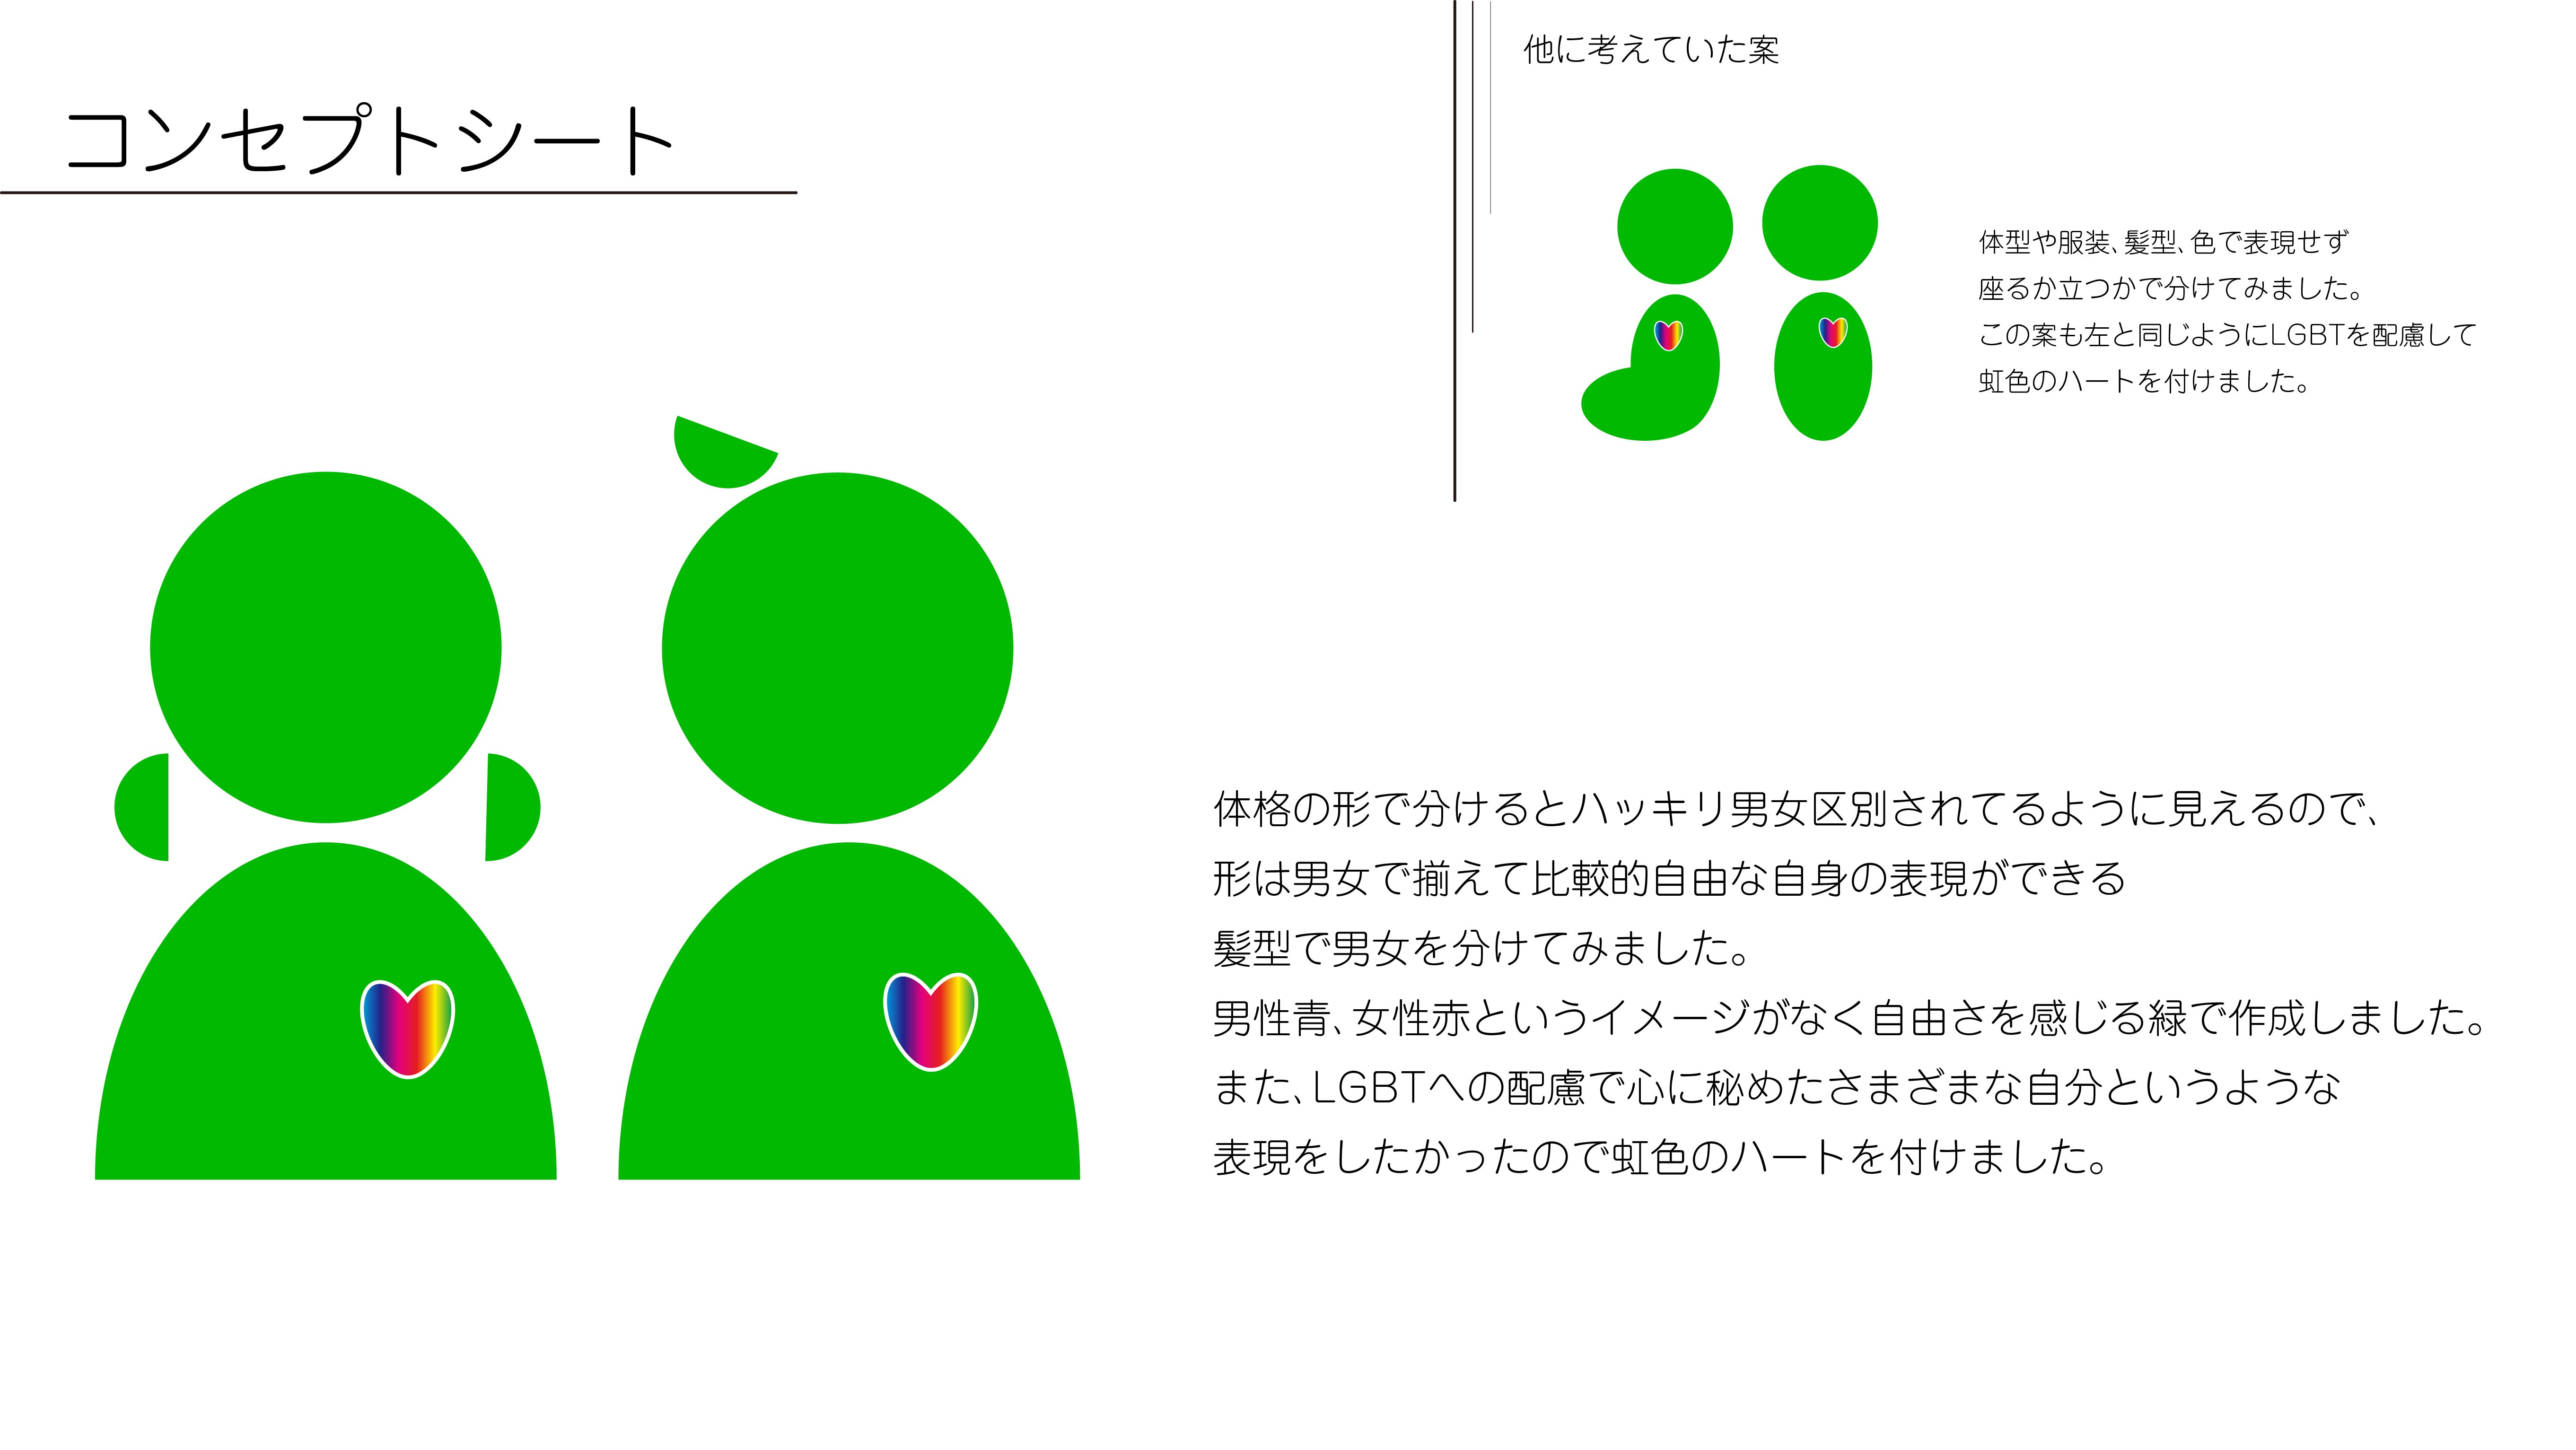 コンセプトシート
他に考えていた案
体型や服装、髪型、色で表現せず
座るか立つかで分けてみました。
この案も左と同じようにLGBTを配慮して
虹色のハートを付けました。
体格の形で分けるとハッキリ男女区別されてるように見えるので、
形は男女で揃えて比較的自由な自身の表現ができる
髪型で男女を分けてみました。
男性青、女性赤というイメージがなく自由さを感じる緑で作成しました。
また、LGBTへの配慮で心に秘めたさまざまな自分というような
表現をしたかったので虹色のハートを付けました。